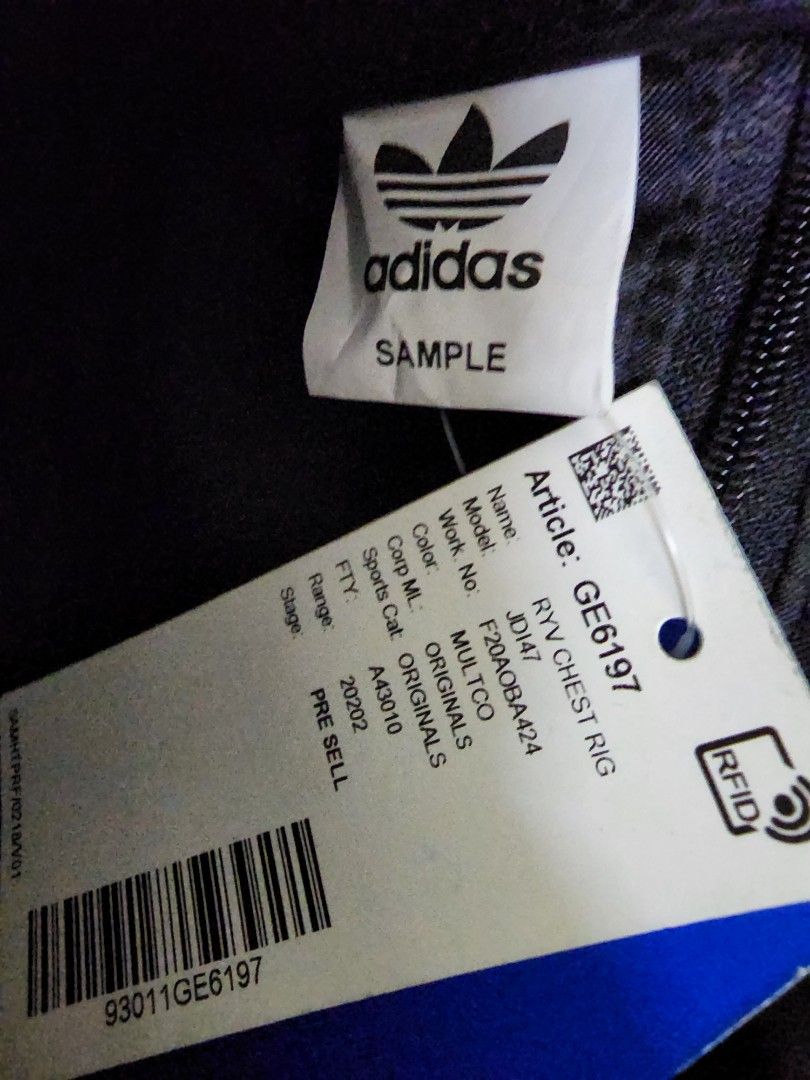 adidas
SAMPLE
Article: GE6197
Name: RYV CHEST RIG
Model: JDI47
Work. No: F20AOBA424
Color: MULTCO
Corp ML: ORIGINALS
Sports Cat: ORIGINALS
FTY: A43010
Range: 20202
Stage: PRE SELL
RFID
93011GE6197